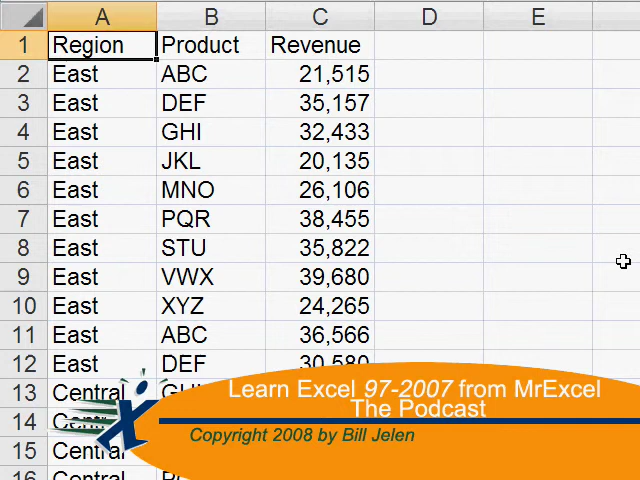 A B C D E
1 Region Product Revenue
2 East ABC 21,515
3 East DEF 35,157
4 East GHI 32,433
5 East JKL 20,135
6 East MNO 26,106
7 East PQR 38,455
8 East STU 35,822
9 East VWX 39,680
10 East XYZ 24,265
11 East ABC 36,566
12 East DEF 30,580
13 Central
14
15 Central
16 Central
Learn Excel 97-2007 from MrExcel
The Podcast
Copyright 2008 by Bill Jelen